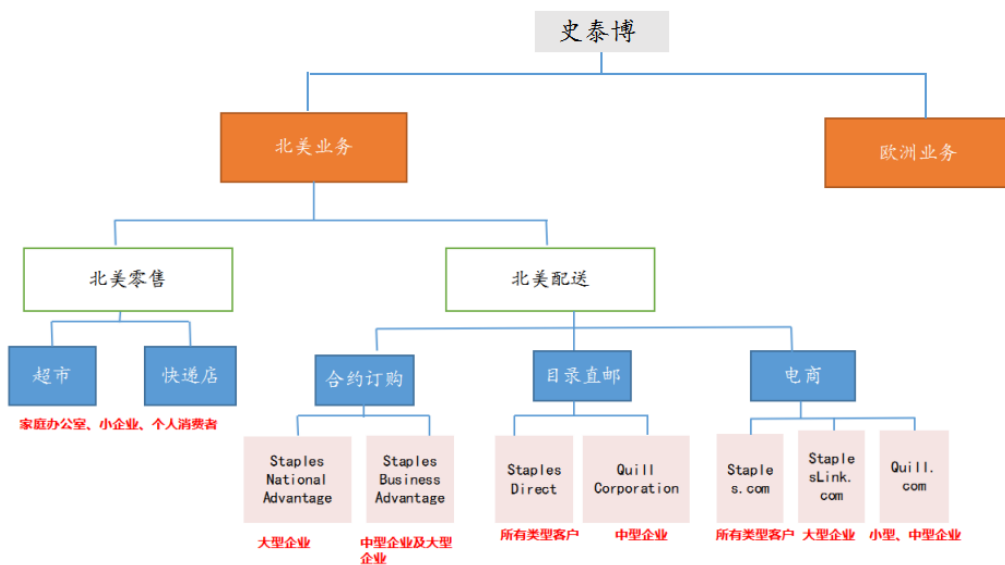 史泰博
北美业务
欧洲业务
北美零售
北美配送
超市
快递店
合约订购
目录直邮
电商
家庭办公室、小企业、个人消费者
Staples
National
Advantage
Staples
Business
Advantage
Staples
Direct
Quill
Corporation
Staple
s.com
Staple
sLink.
com
Quill.
com
大型企业
中型企业及大型
企业
所有类型客户
中型企业
所有类型客户
大型企业
小型、中型企业